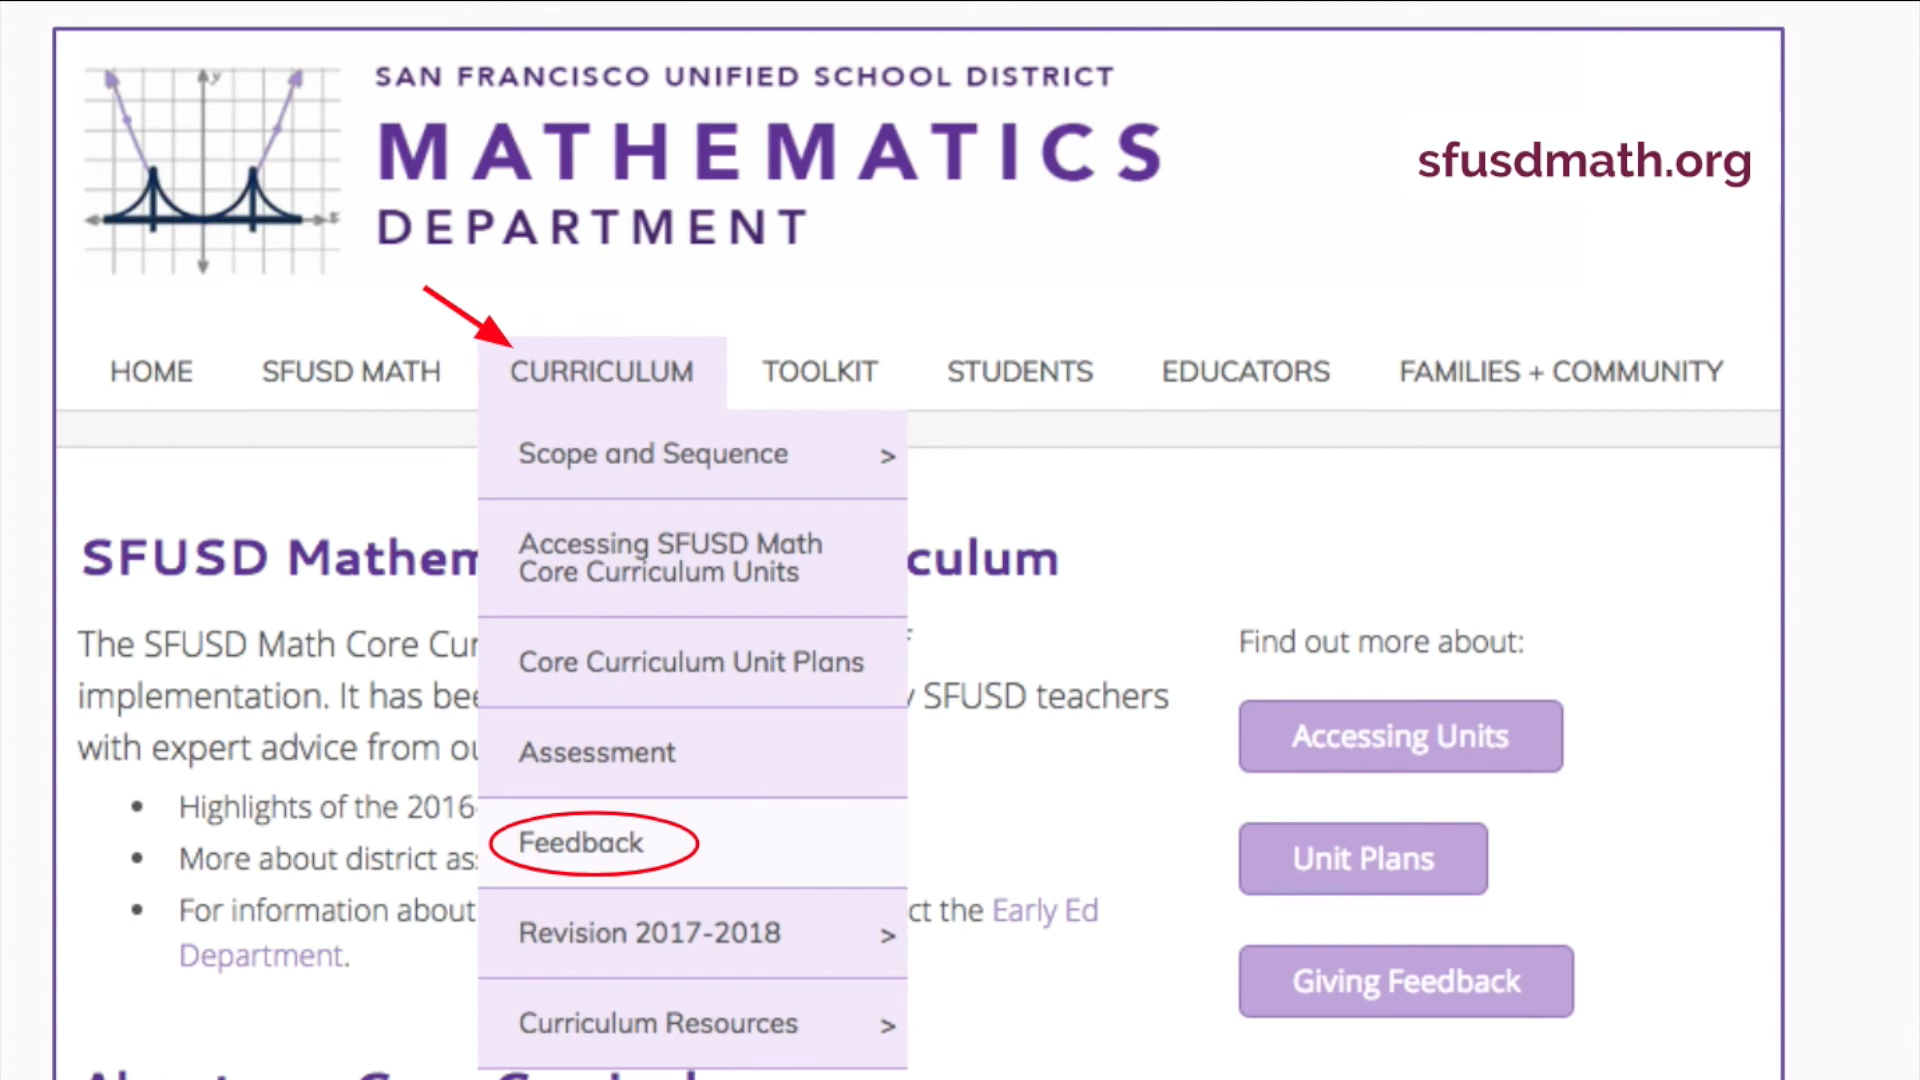 y
x
SAN FRANCISCO UNIFIED SCHOOL DISTRICT
MATHEMATICS
DEPARTMENT
sfusdmath.org
HOME SFUSD MATH CURRICULUM TOOLKIT STUDENTS EDUCATORS FAMILIES + COMMUNITY
Scope and Sequence >
Accessing SFUSD Math
Core Curriculum Units
Core Curriculum Unit Plans
Assessment
Feedback
Revision 2017-2018 >
Curriculum Resources >
SFUSD Mathem culum
The SFUSD Math Core Cur
implementation. It has bee y SFUSD teachers
with expert advice from ou
• Highlights of the 2016-
• More about district ass
• For information about ct the Early Ed
Department.
Find out more about:
Accessing Units
Unit Plans
Giving Feedback